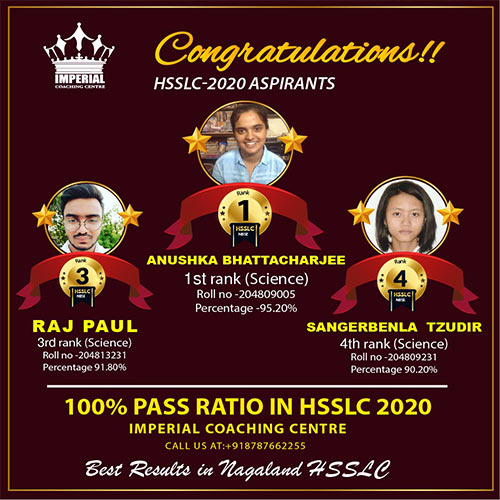 IMPERIAL
COACHING CENTRE
Congratulations!!
HSSLC-2020 ASPIRANTS
Rank
1
HSSLC
NBSE
ANUSHKA BHATTACHARJEE
1st rank (Science)
Roll no -204809005
Percentage -95.20%
Rank
3
HSSLC
NBSE
RAJ PAUL
3rd rank (Science)
Roll no -204813231
Percentage 91.80%
Rank
4
HSSLC
NBSE
SANGERBENLA TZUDIR
4th rank (Science)
Roll no -204809231
Percentage 90.20%
100% PASS RATIO IN HSSLC 2020
IMPERIAL COACHING CENTRE
CALL US AT:+918787662255
Best Results in Nagaland HSSLC